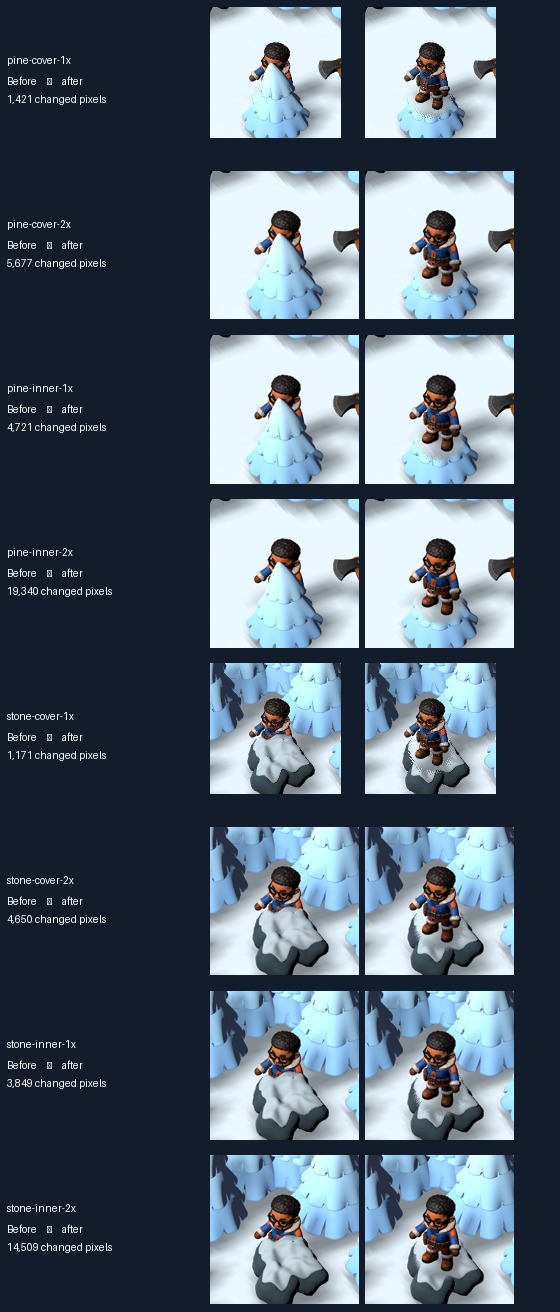 pine-cover-1x
Before after
1,421 changed pixels
pine-cover-2x
Before after
5,677 changed pixels
pine-inner-1x
Before after
4,721 changed pixels
pine-inner-2x
Before after
19,340 changed pixels
stone-cover-1x
Before after
1,171 changed pixels
stone-cover-2x
Before after
4,650 changed pixels
stone-inner-1x
Before after
3,849 changed pixels
stone-inner-2x
Before after
14,509 changed pixels